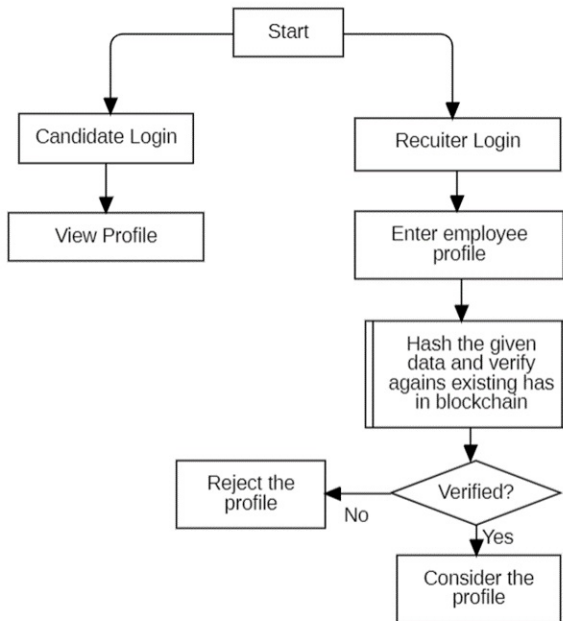 Start
Candidate Login
Recuiter Login
View Profile
Enter employee
profile
Hash the given
data and verify
agains existing has
in blockchain
Reject the
profile
Verified?
No
Yes
Consider the
profile